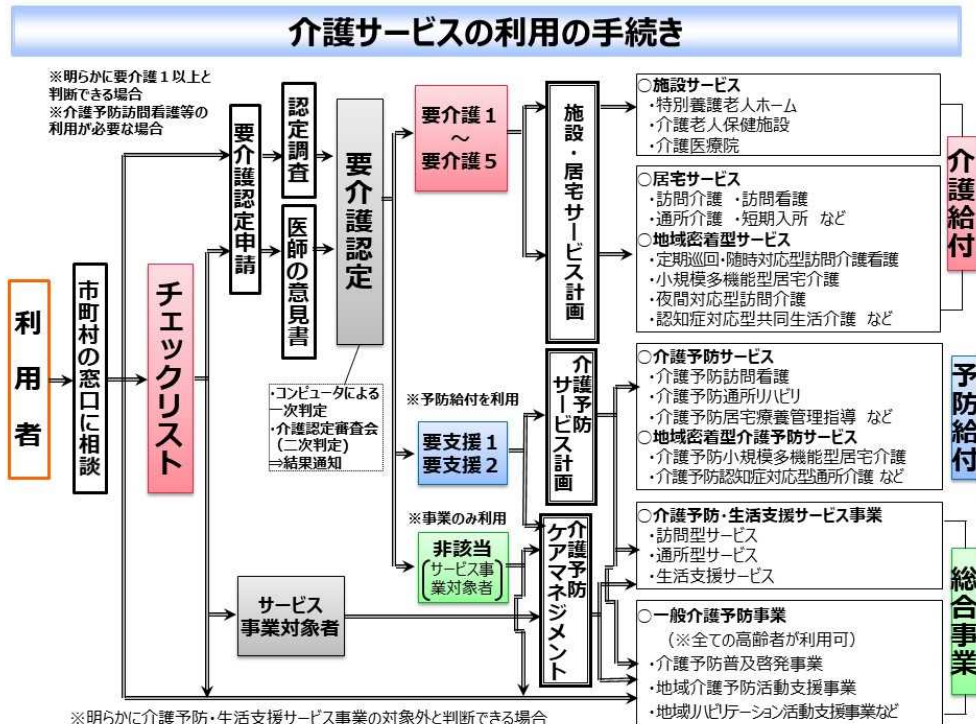 介護サービスの利用の手続き
※明らかに要介護1以上と
判断できる場合
※介護予防訪問看護等の
利用が必要な場合
利用者
市町村の窓口に相談
チェックリスト
要介護認定申請
認定調査
医師の意見書
要介護認定
・コンピュータによる
一次判定
・介護認定審査会
(二次判定)
⇒結果通知
サービス
事業対象者
要介護1
~
要介護5
※予防給付を利用
要支援1
要支援2
※事業のみ利用
非該当
サービス事
業対象者
施設・居宅サービス計画
介護予防
サービス計画
介護予防
ケアマネジメント
○施設サービス
・特別養護老人ホーム
・介護老人保健施設
・介護医療院
○居宅サービス
・訪問介護 ・訪問看護
・通所介護 ・短期入所 など
○地域密着型サービス
・定期巡回・随時対応型訪問介護看護
・小規模多機能型居宅介護
・夜間対応型訪問介護
・認知症対応型共同生活介護 など
介護給付
○介護予防サービス
・介護予防訪問看護
・介護予防通所リハビリ
・介護予防居宅療養管理指導 など
○地域密着型介護予防サービス
・介護予防小規模多機能型居宅介護
・介護予防認知症対応型通所介護 など
予防給付
○介護予防・生活支援サービス事業
・訪問型サービス
・通所型サービス
・生活支援サービス
○一般介護予防事業
(※全ての高齢者が利用可)
・介護予防普及啓発事業
・地域介護予防活動支援事業
・地域リハビリテーション活動支援事業など
総合事業
※明らかに介護予防・生活支援サービス事業の対象外と判断できる場合